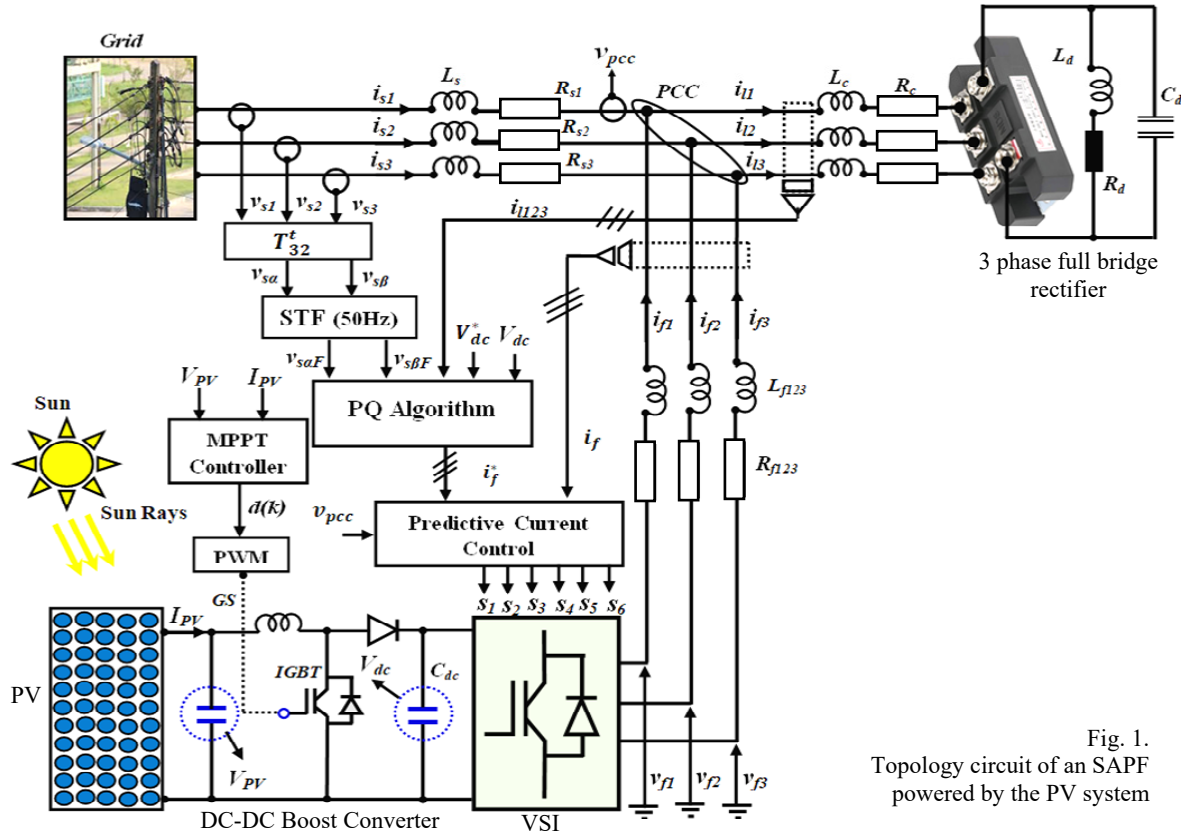 Grid
i_s1
L_s
R_s1
v_pcc
PCC
i_l1
L_c
R_c
L_d
C_d
i_s2
R_s2
i_l2
i_s3
R_s3
i_l3
R_d
v_s1
v_s2
v_s3
i_l123
T^t_32
3 phase full bridge
rectifier
v_sα
v_sβ
STF (50Hz)
i_f1
i_f2
i_f3
v_sαF
v_sβF
V*_dc
V_dc
V_PV
I_PV
L_f123
Sun
PQ Algorithm
MPPT
Controller
i_f
R_f123
i*_f
d(k)
Sun Rays
v_pcc
Predictive Current
Control
PWM
GS
S_1 S_2 S_3 S_4 S_5 S_6
I_PV
IGBT
V_dc
C_dc
PV
V_PV
v_f1
v_f2
v_f3
DC-DC Boost Converter
VSI
Fig. 1.
Topology circuit of an SAPF
powered by the PV system